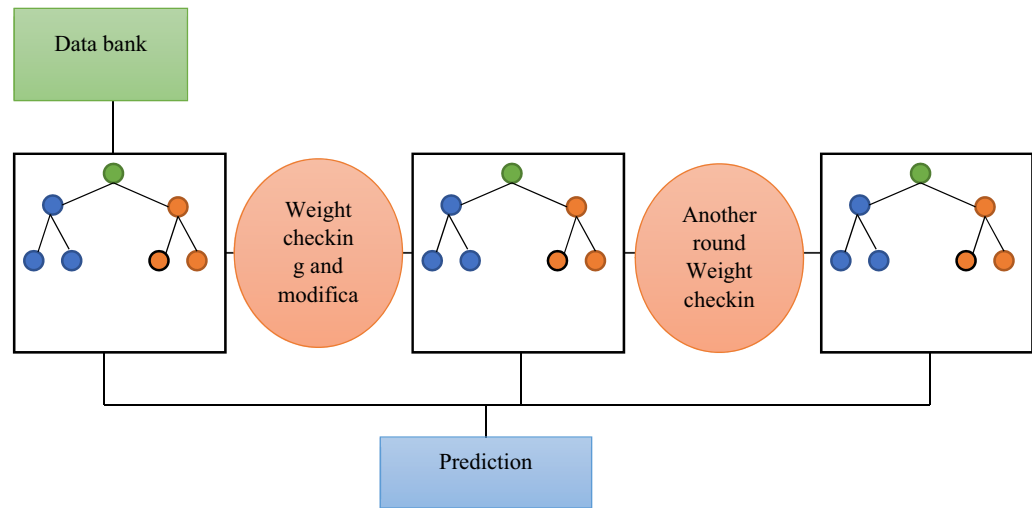 Data bank
Weight
checkin
g and
modifica
Another
round
Weight
checkin
Prediction